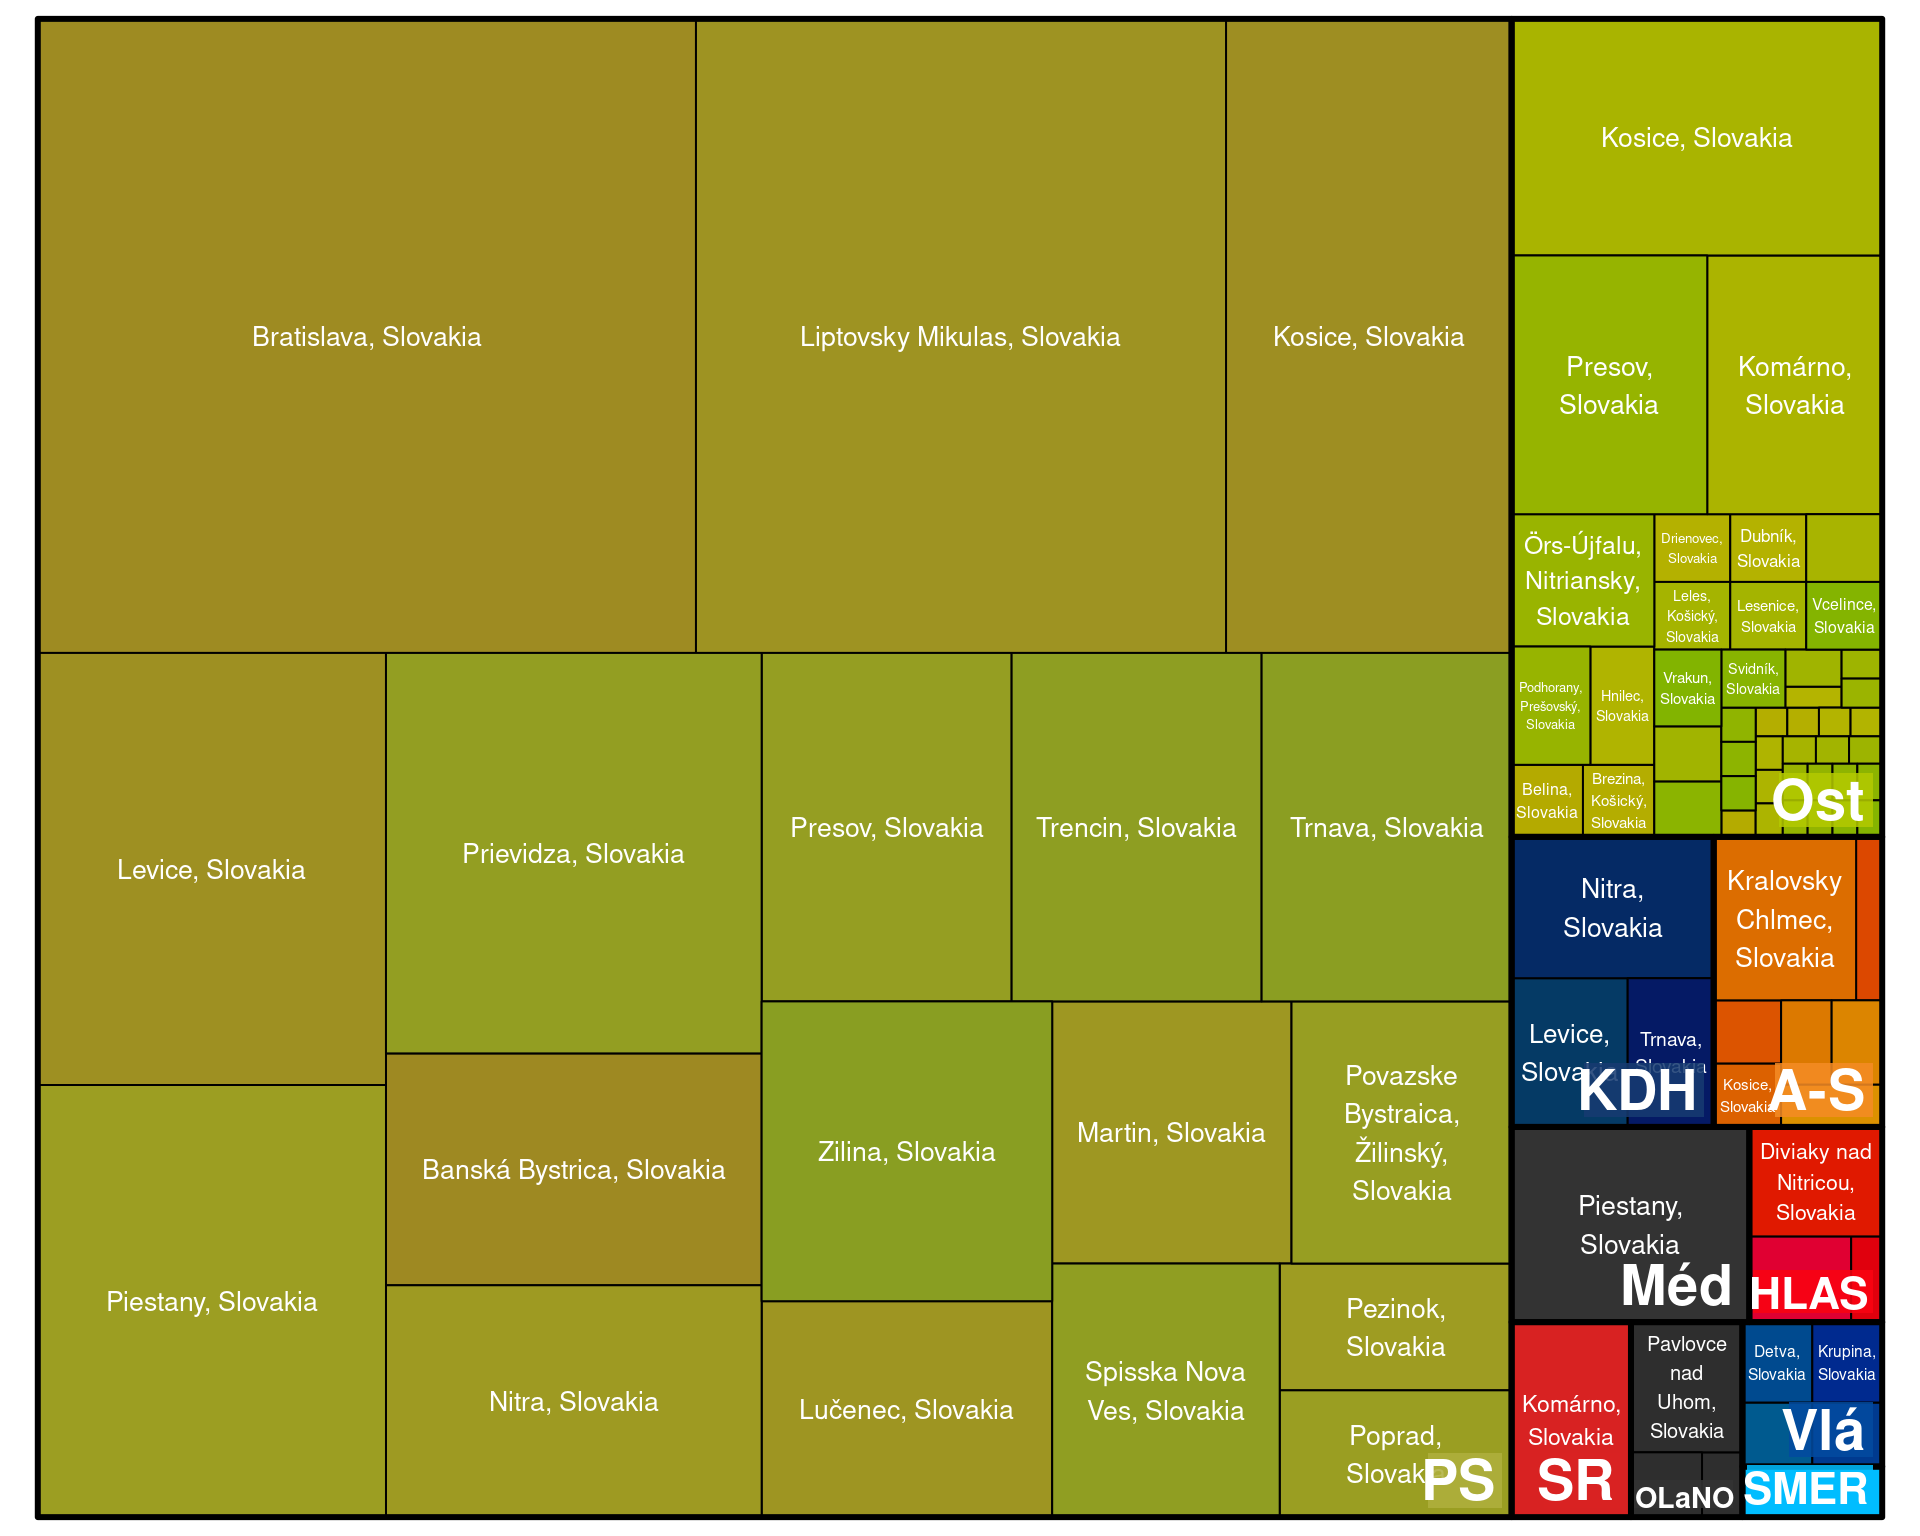 Bratislava, Slovakia
Liptovsky Mikulas, Slovakia
Kosice, Slovakia
Levice, Slovakia
Piestany, Slovakia
Prievidza, Slovakia
Banská Bystrica, Slovakia
Nitra, Slovakia
Presov, Slovakia
Trencin, Slovakia
Trnava, Slovakia
Zilina, Slovakia
Lučenec, Slovakia
Martin, Slovakia
Povazske
Bystraica,
Žilinský,
Slovakia
Spisska Nova
Ves, Slovakia
Pezinok,
Slovakia
Poprad,
Slovakia
PS
Kosice, Slovakia
Presov,
Slovakia
Komárno,
Slovakia
Örs-Újfalu,
Nitriansky,
Slovakia
Drienovec,
Slovakia
Dubník,
Slovakia
Leles,
Košický,
Slovakia
Lesenice,
Slovakia
Vcelince,
Slovakia
Podhorany,
Prešovský,
Slovakia
Hnilec,
Slovakia
Vrakun,
Slovakia
Svidník,
Slovakia
Belina,
Slovakia
Brezina,
Košický,
Slovakia
Ost
Nitra,
Slovakia
Levice,
Slovakia
Trnava,
Slovakia
KDH
Kralovsky
Chlmec,
Slovakia
Kosice,
Slovakia
A-S
Piestany,
Slovakia
Méd
Diviaky nad
Nitricou,
Slovakia
HLAS
Komárno,
Slovakia
SR
Pavlovce
nad
Uhom,
Slovakia
OLaNO
Detva,
Slovakia
Krupina,
Slovakia
Vlá
SMER